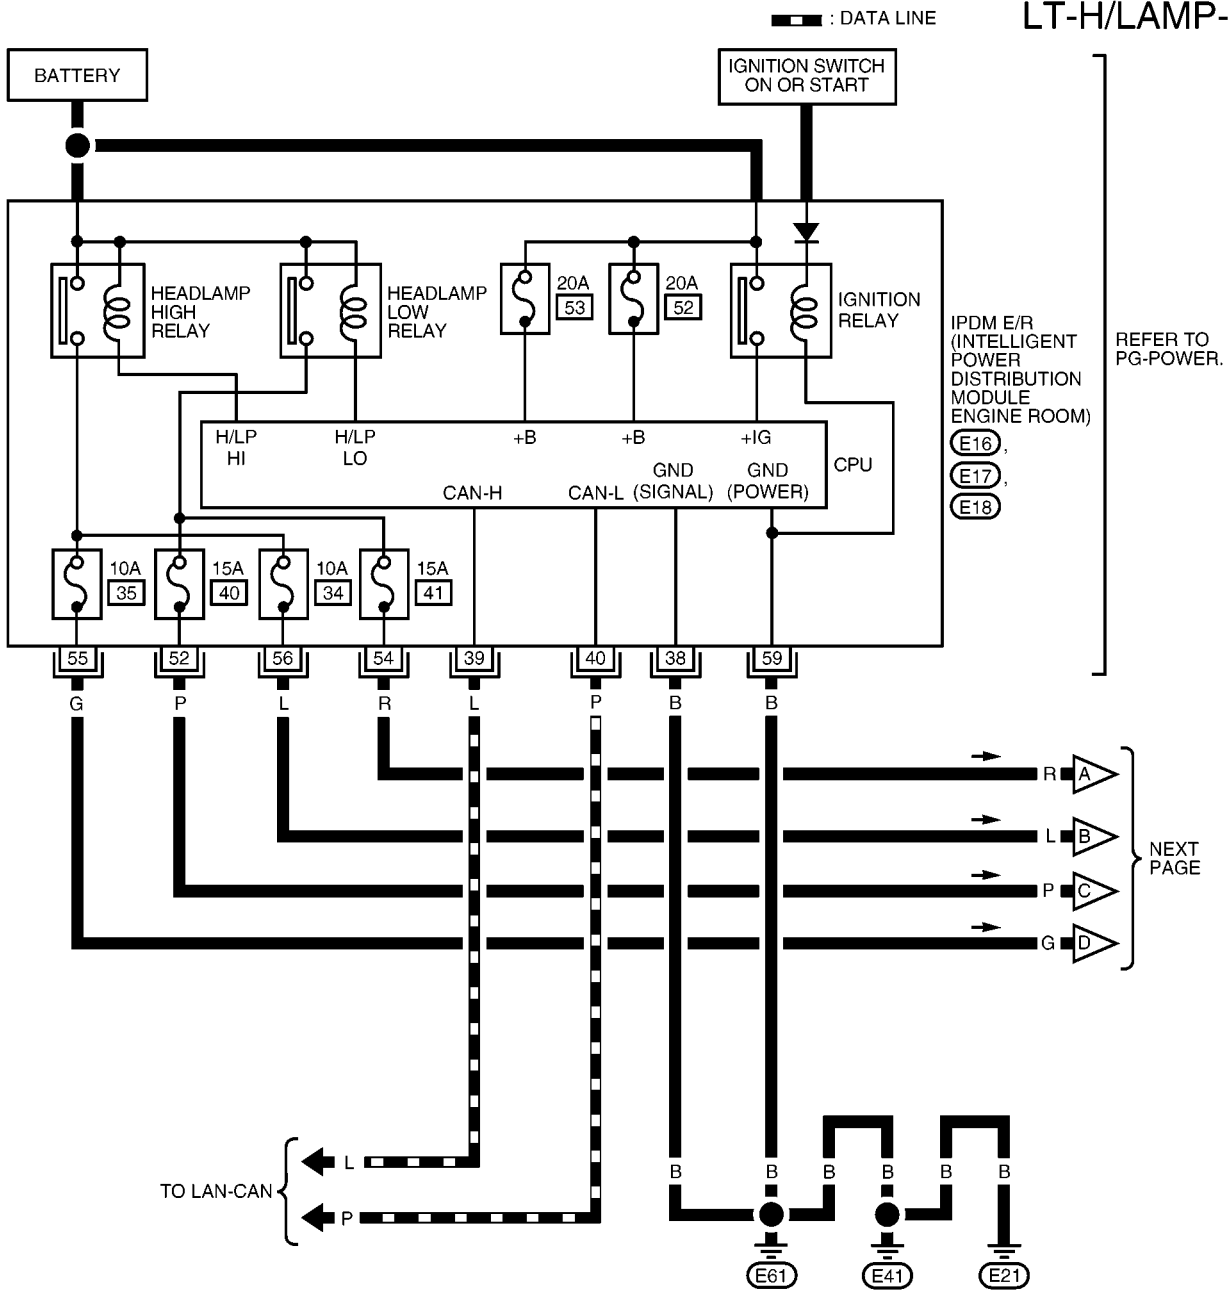 : DATA LINE
LT-H/LAMP-
BATTERY
IGNITION SWITCH
ON OR START
HEADLAMP
HIGH
RELAY
HEADLAMP
LOW
RELAY
20A
53
20A
52
IGNITION
RELAY
IPDM E/R
(INTELLIGENT
POWER
DISTRIBUTION
MODULE
ENGINE ROOM)
E16 ,
E17 ,
E18
REFER TO
PG-POWER.
H/LP
HI
H/LP
LO
+B
+B
+IG
CPU
CAN-H
CAN-L
GND
(SIGNAL)
GND
(POWER)
10A
35
15A
40
10A
34
15A
41
55
52
56
54
39
40
38
59
G
P
L
R
L
P
B
B
R
A
L
B
P
C
G
D
NEXT
PAGE
TO LAN-CAN
L
P
B
B
B
B
B
B
E61
E41
E21